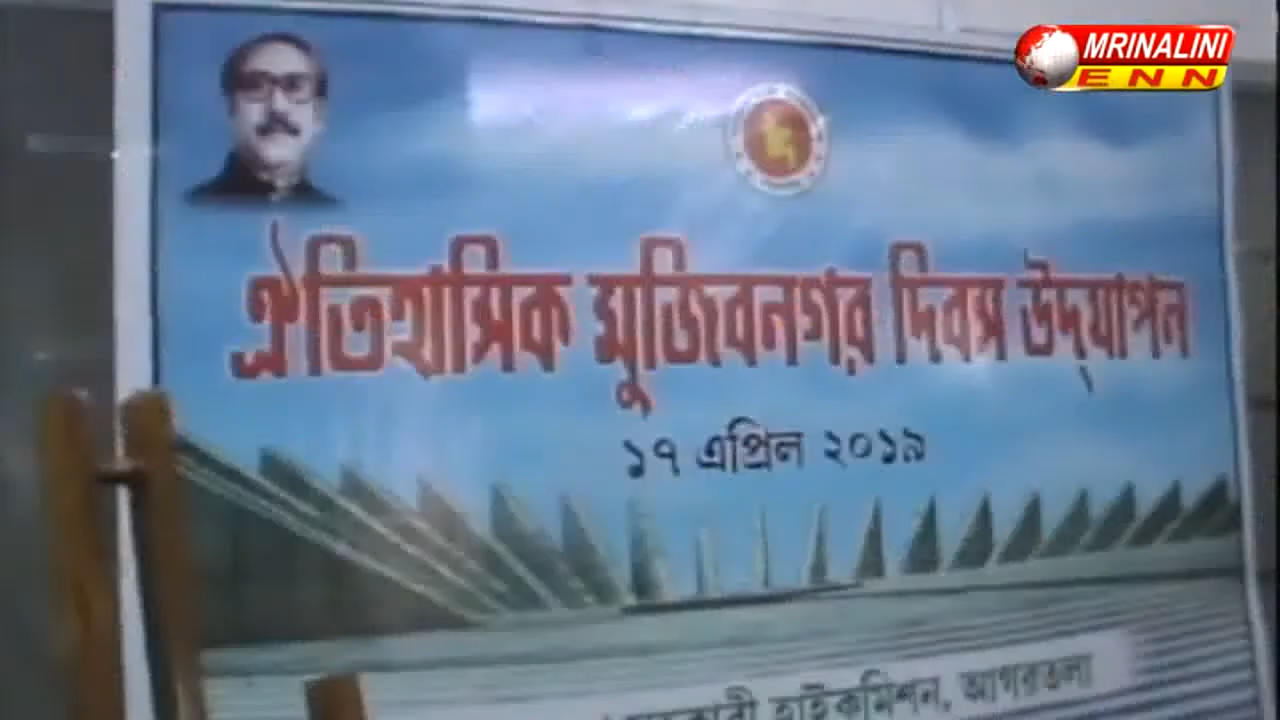 MRINALINI
ENN
ঐতিহাসিক মুজিবনগর দিবস উদ্‌যাপন
১৭ এপ্রিল ২০১৯
হাইকমিশন, আগরতলা